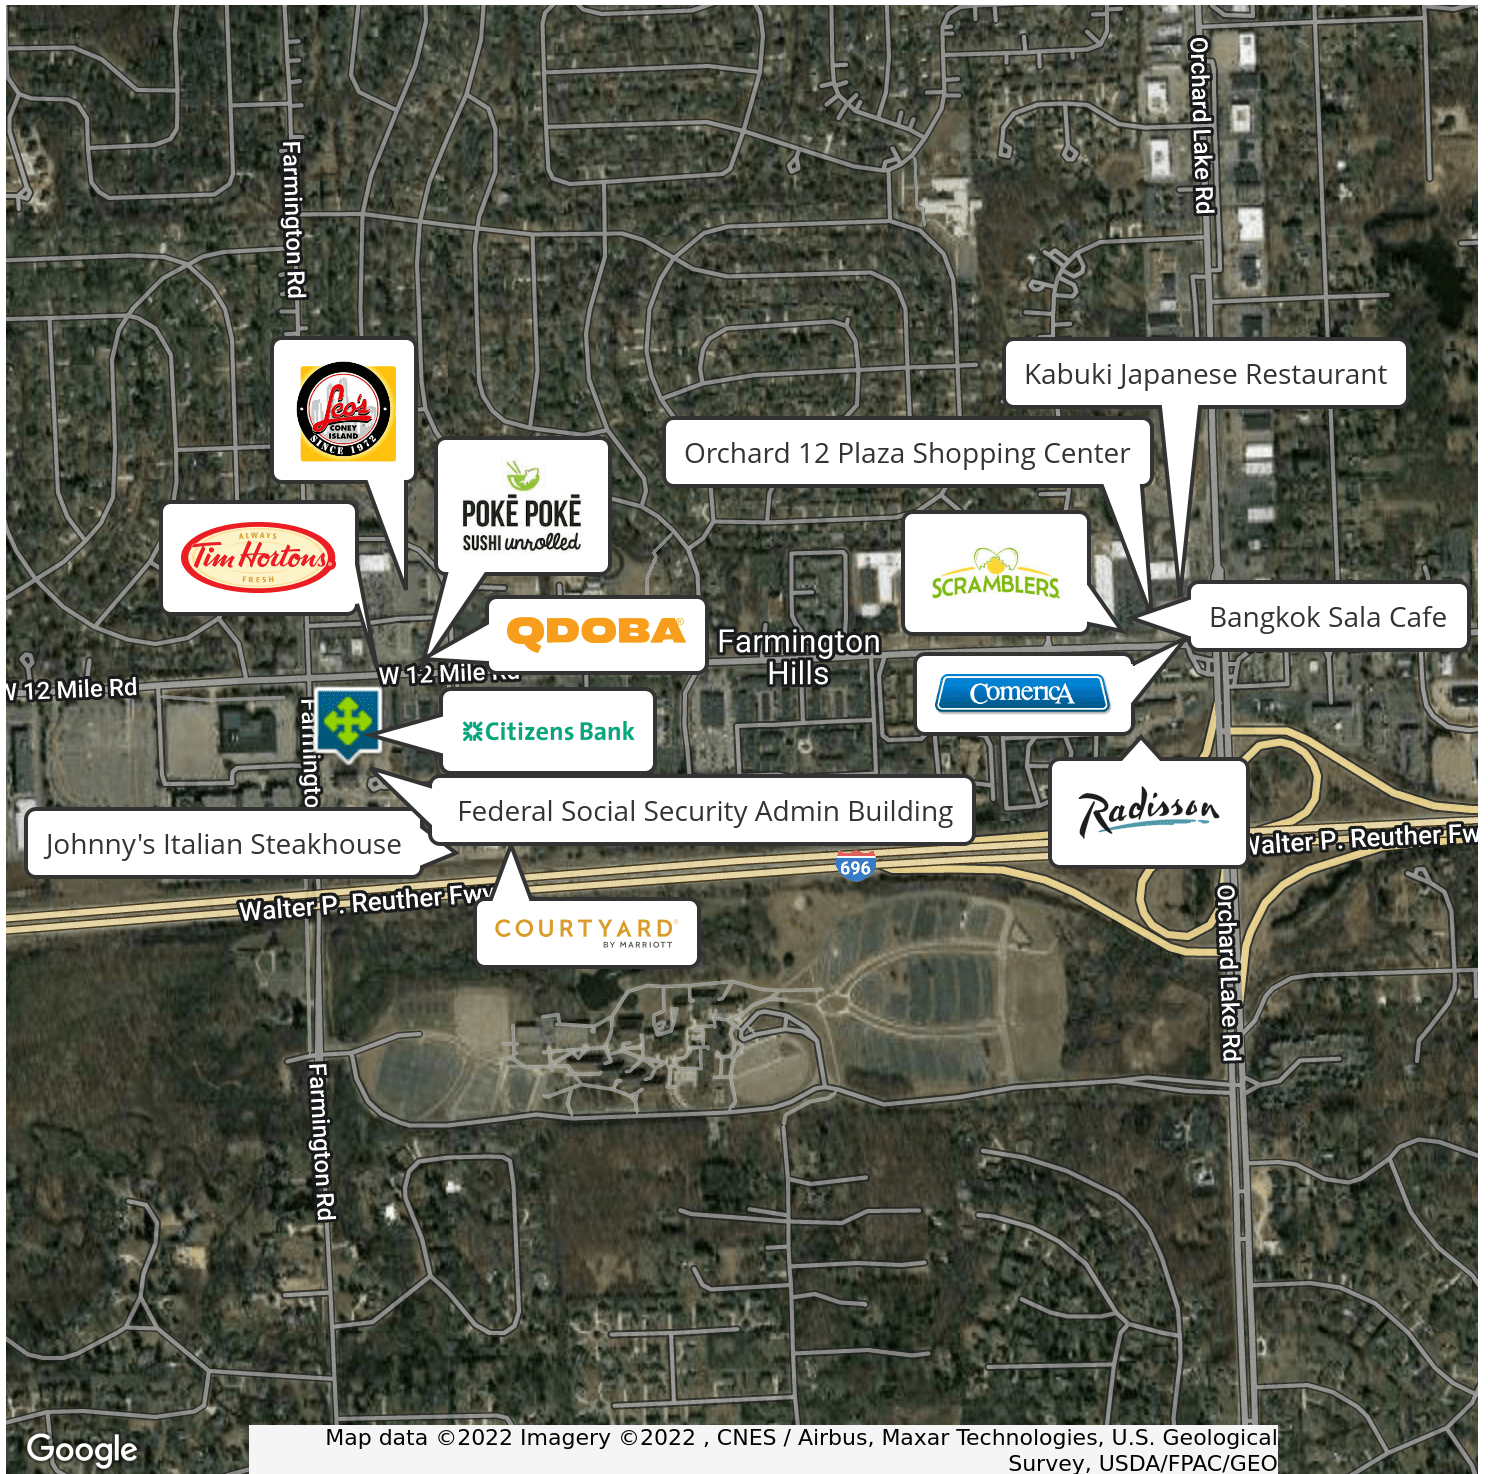 Orchard Lake Rd
Farmington Rd
Leo's
CONEY
ISLAND
SINCE 1972
Kabuki Japanese Restaurant
Orchard 12 Plaza Shopping Center
POKĒ POKĒ
SUSHI unrolled
ALWAYS
Tim Hortons.
FRESH
SCRAMBLERS
Bangkok Sala Cafe
QDOBA®
Farmington
Hills
W 12 Mile Rd
W 12 Mile Rd
COMERICA
Farmingto
Citizens Bank
Federal Social Security Admin Building
Radisson
Johnny's Italian Steakhouse
Walter P. Reuther Fw
696
Walter P. Reuther Fwy
COURTYARD®
BY MARRIOTT
Orchard Lake Rd
Farmington Rd
Google
Map data ©2022 Imagery ©2022 , CNES / Airbus, Maxar Technologies, U.S. Geological
Survey, USDA/FPAC/GEO